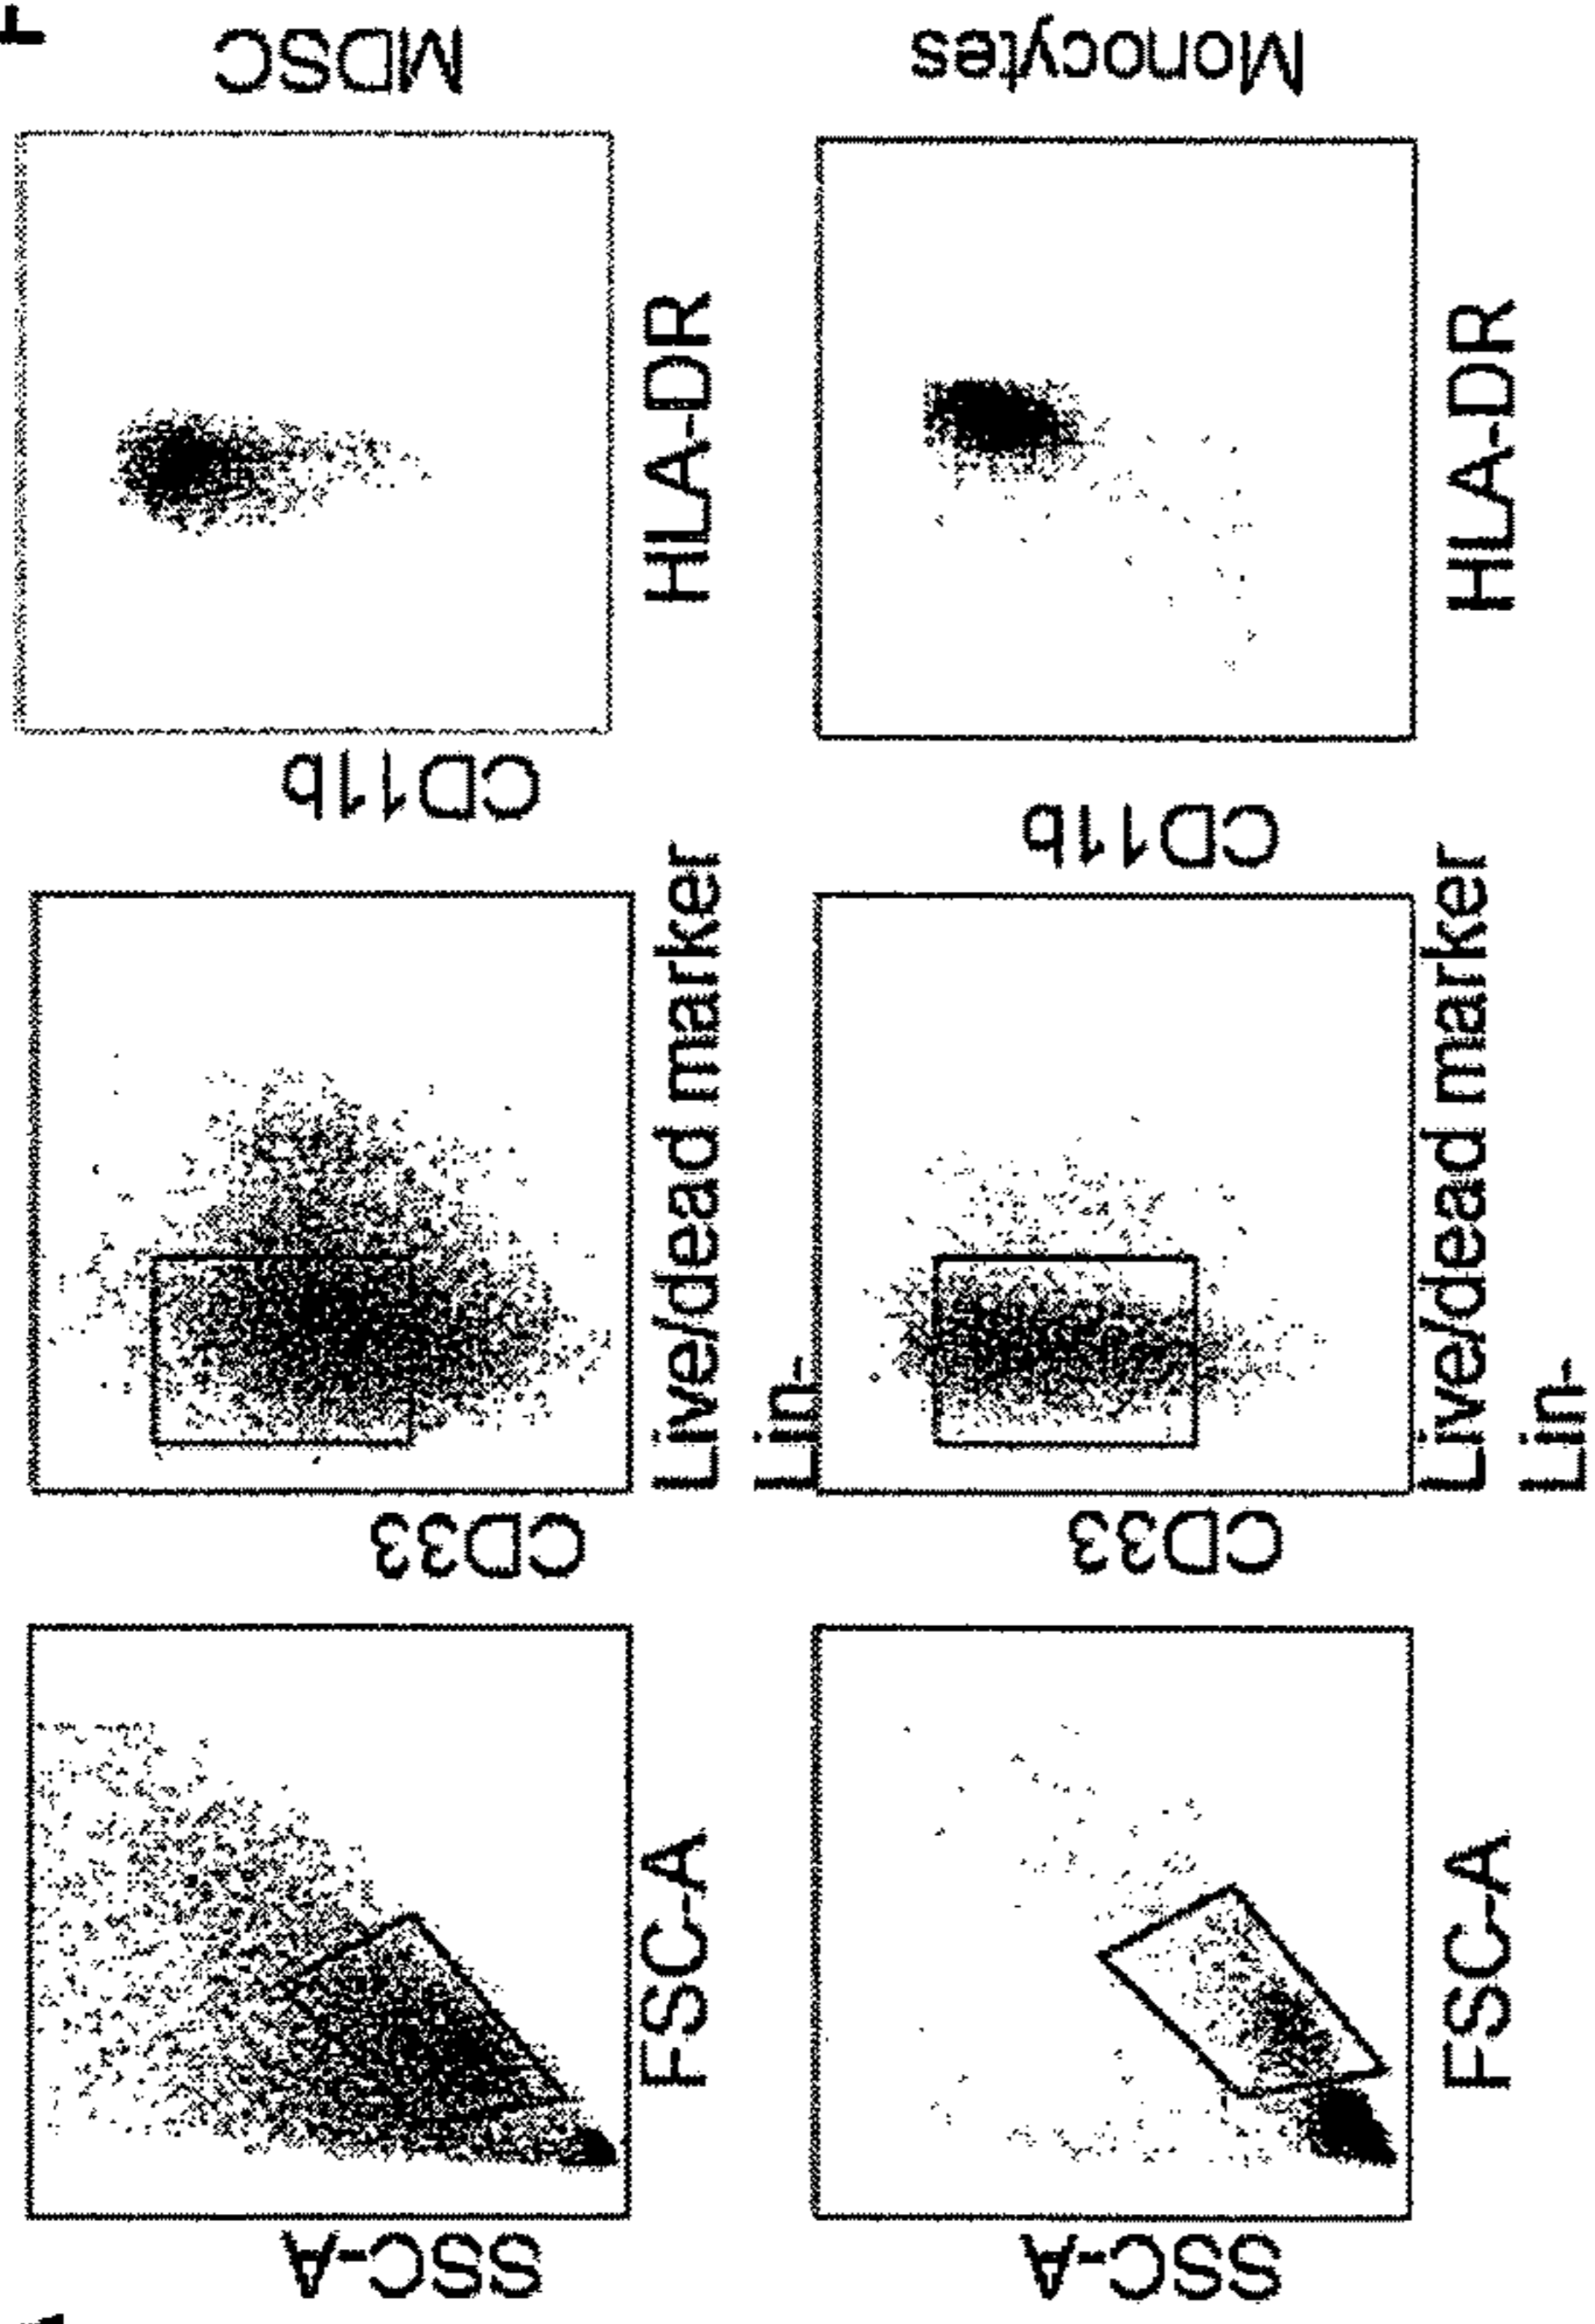 SSC-A
FSC-A
CD33
Live/dead marker
Lin-
CD11b
HLA-DR
MDSC
SSC-A
FSC-A
CD33
Live/dead marker
Lin-
CD11b
HLA-DR
Monocytes